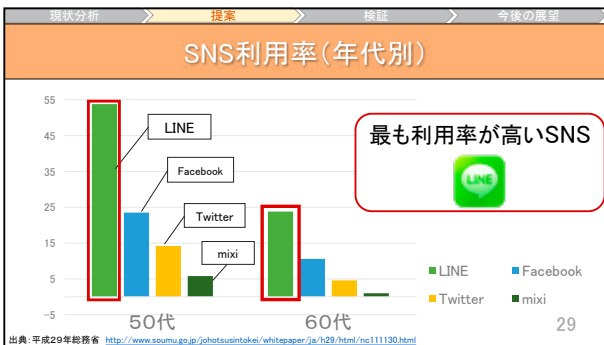 現状分析 提案 検証 今後の展望
SNS利用率(年代別)
55
45
35
25
15
5
-5
LINE
Facebook
Twitter
mixi
50代 60代
最も利用率が高いSNS
LINE
LINE Facebook
Twitter mixi
29
出典:平成29年総務省 http://www.soumu.go.jp/johotsusintokei/whitepaper/ja/h29/html/nc111130.html